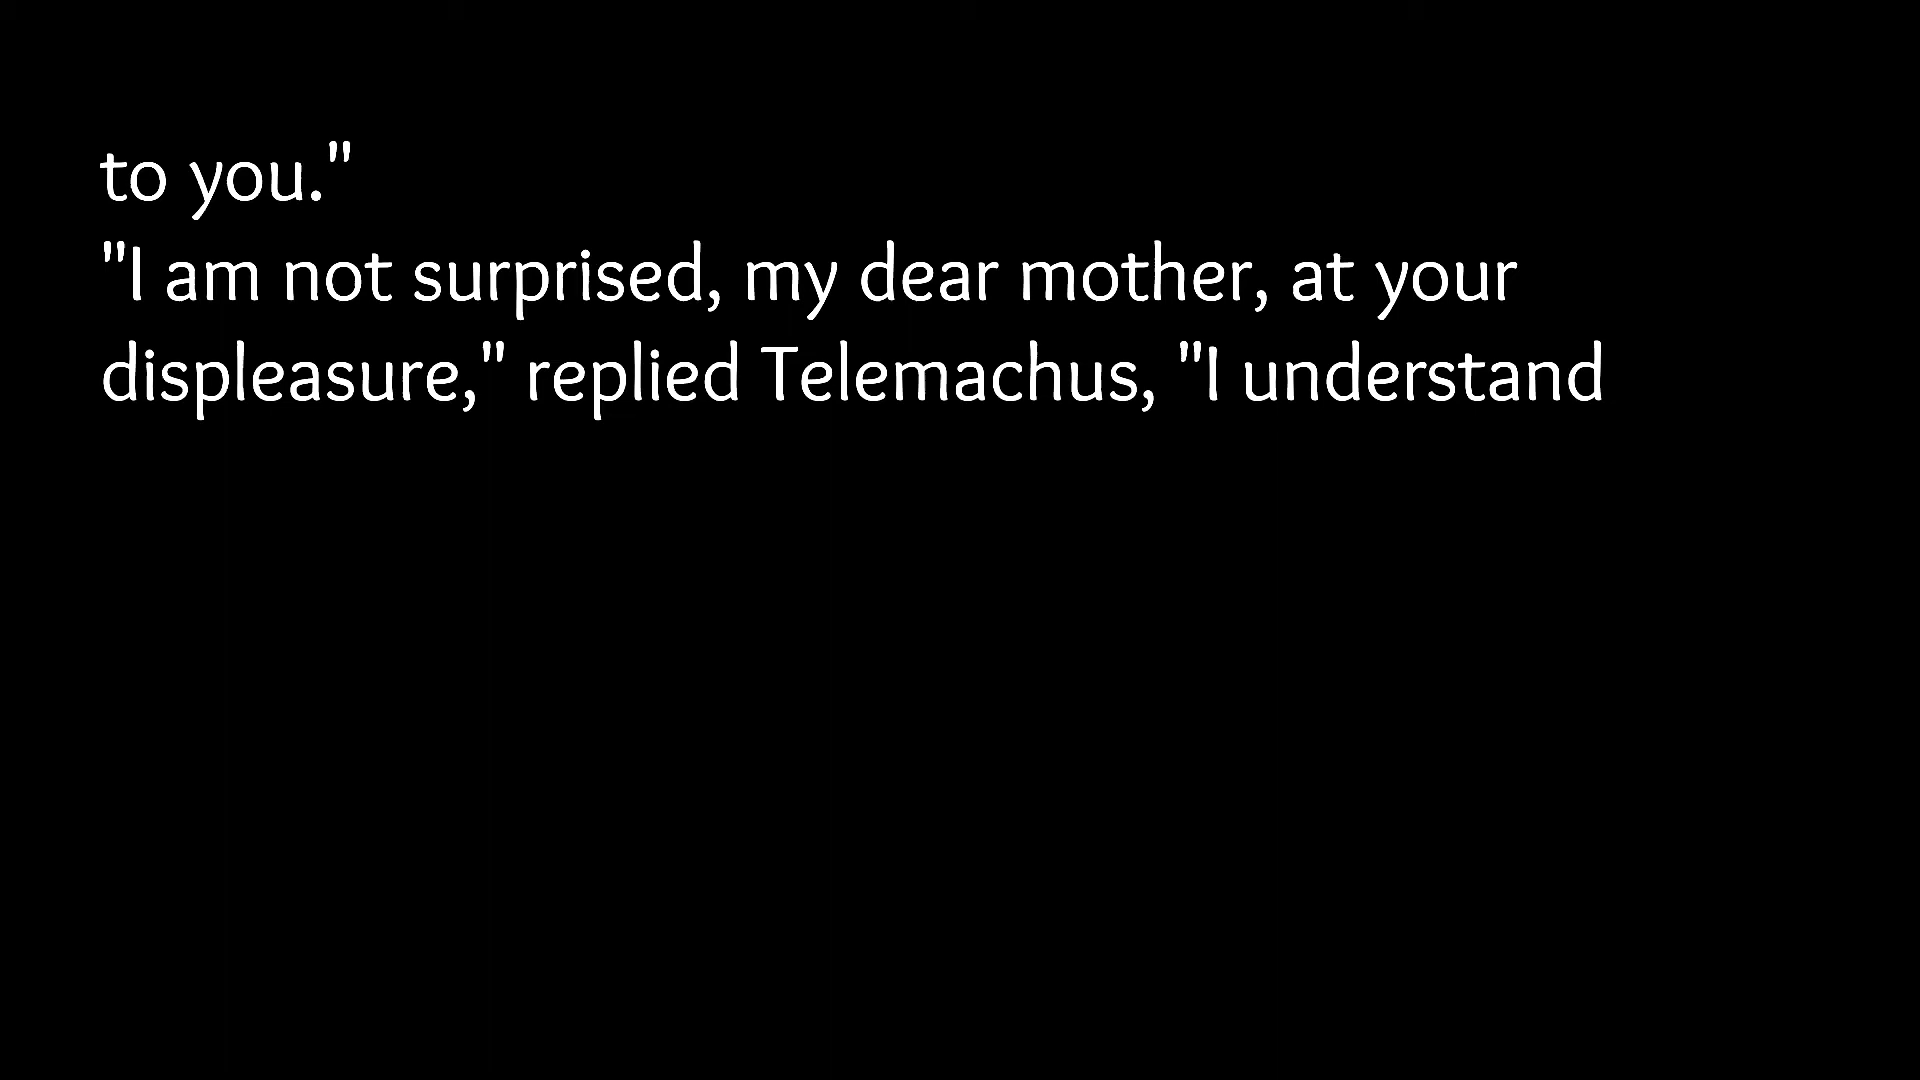 to you."
"I am not surprised, my dear mother, at your
displeasure," replied Telemachus, "I understand